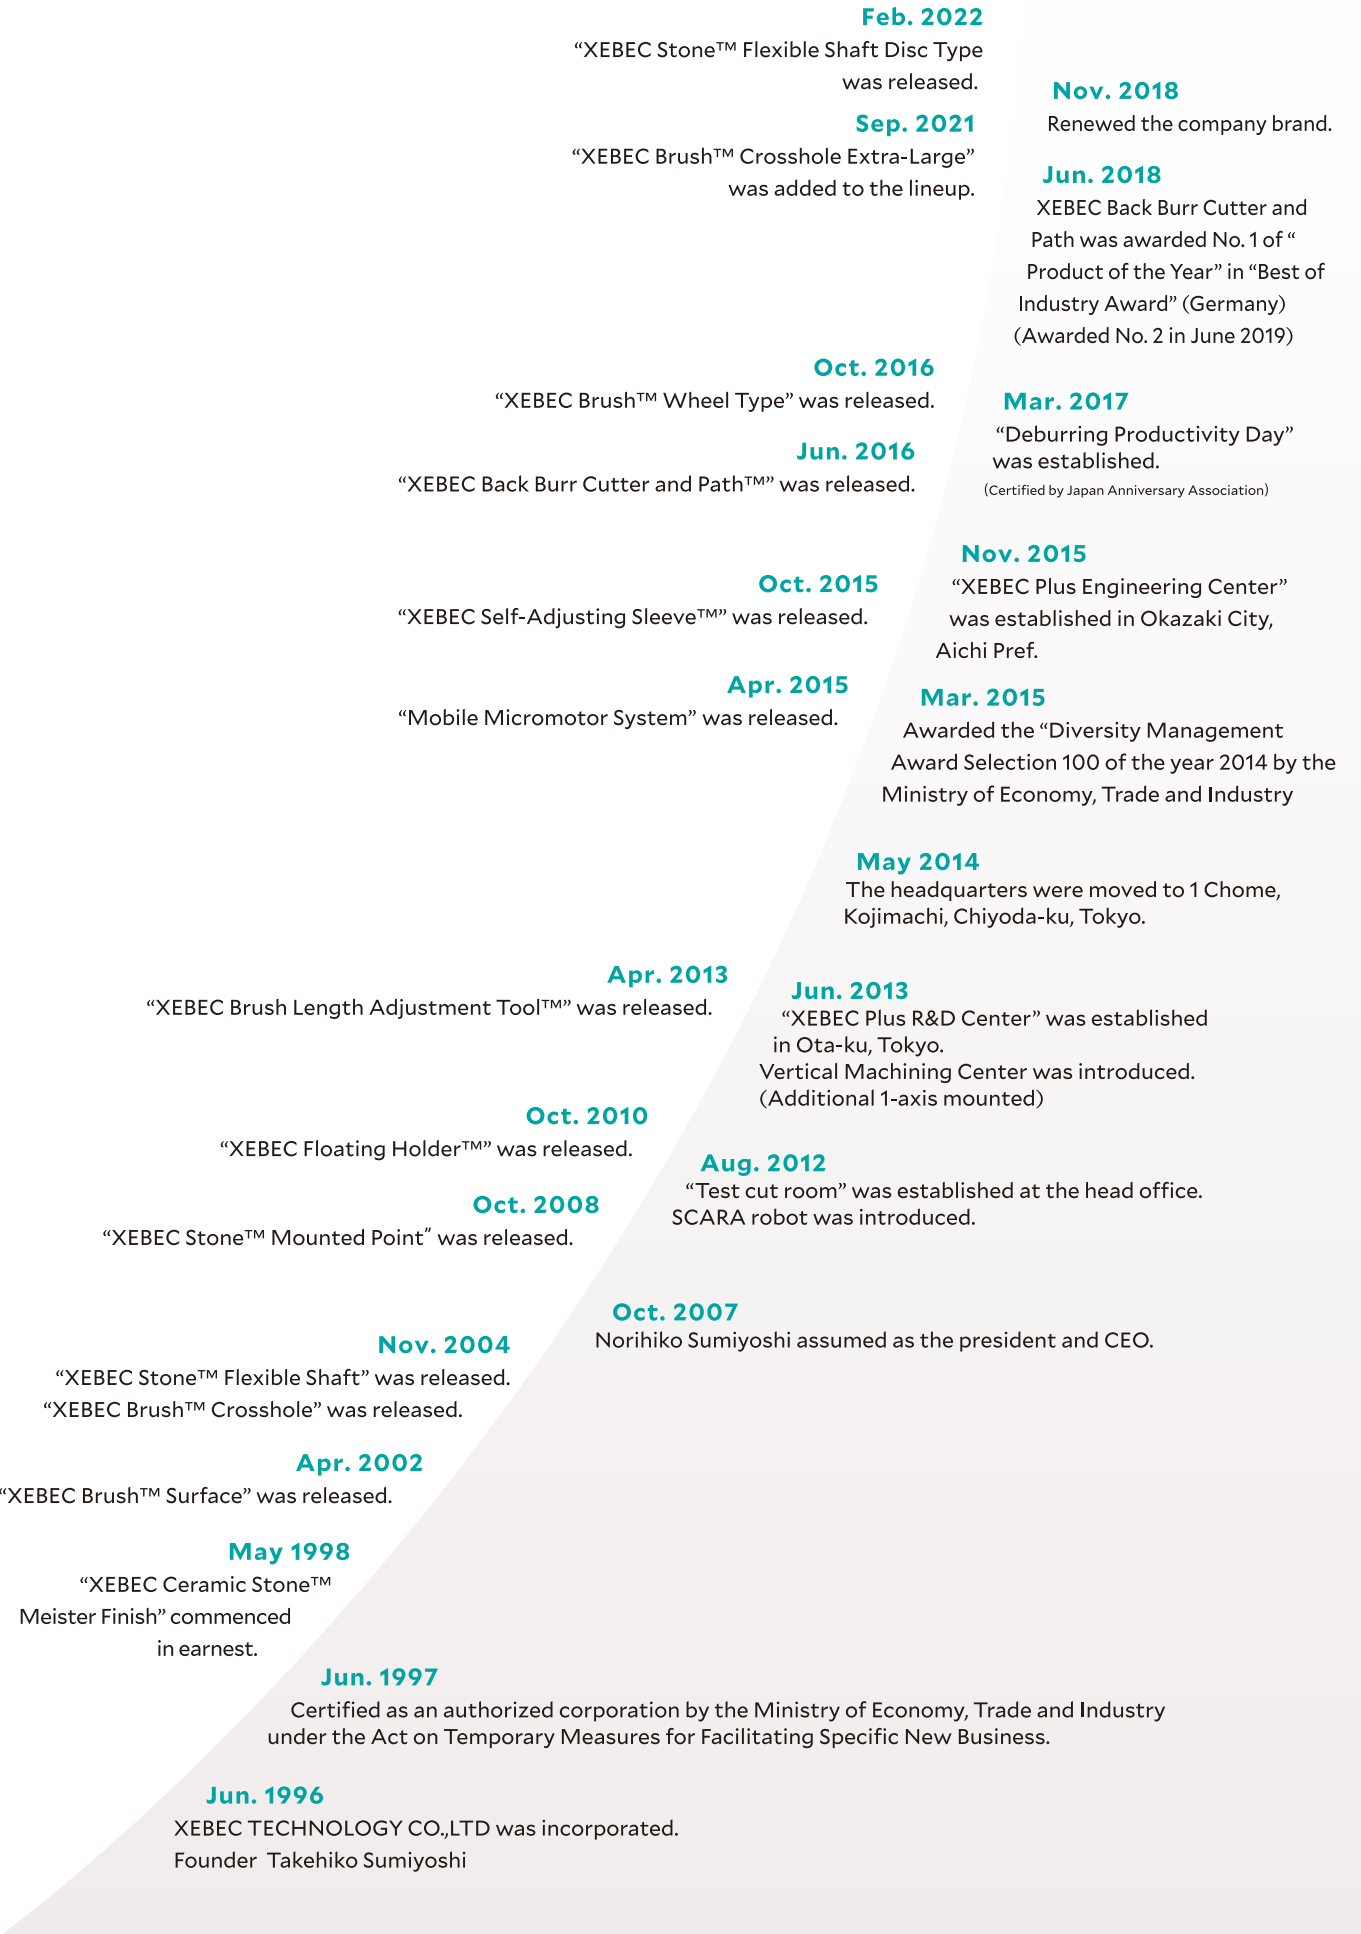 Feb. 2022
“XEBEC Stone™ Flexible Shaft Disc Type
was released.
Sep. 2021
“XEBEC Brush™ Crosshole Extra-Large”
was added to the lineup.
Oct. 2016
“XEBEC Brush™ Wheel Type” was released.
Jun. 2016
“XEBEC Back Burr Cutter and Path™” was released.
Oct. 2015
“XEBEC Self-Adjusting Sleeve™” was released.
Apr. 2015
“Mobile Micromotor System” was released.
Apr. 2013
“XEBEC Brush Length Adjustment Tool™” was released.
Oct. 2010
“XEBEC Floating Holder™” was released.
Oct. 2008
“XEBEC Stone™ Mounted Point″ was released.
Nov. 2004
“XEBEC Stone™ Flexible Shaft” was released.
“XEBEC Brush™ Crosshole” was released.
Apr. 2002
“XEBEC Brush™ Surface” was released.
May 1998
“XEBEC Ceramic Stone™
Meister Finish” commenced
in earnest.
Nov. 2018
Renewed the company brand.
Jun. 2018
XEBEC Back Burr Cutter and
Path was awarded No. 1 of “
Product of the Year” in “Best of
Industry Award” (Germany)
(Awarded No. 2 in June 2019)
Mar. 2017
“Deburring Productivity Day”
was established.
(Certified by Japan Anniversary Association)
Nov. 2015
“XEBEC Plus Engineering Center”
was established in Okazaki City,
Aichi Pref.
Mar. 2015
Awarded the “Diversity Management
Award Selection 100 of the year 2014 by the
Ministry of Economy, Trade and Industry
May 2014
The headquarters were moved to 1 Chome,
Kojimachi, Chiyoda-ku, Tokyo.
Jun. 2013
“XEBEC Plus R&D Center” was established
in Ota-ku, Tokyo.
Vertical Machining Center was introduced.
(Additional 1-axis mounted)
Aug. 2012
“Test cut room” was established at the head office.
SCARA robot was introduced.
Oct. 2007
Norihiko Sumiyoshi assumed as the president and CEO.
Jun. 1997
Certified as an authorized corporation by the Ministry of Economy, Trade and Industry
under the Act on Temporary Measures for Facilitating Specific New Business.
Jun. 1996
XEBEC TECHNOLOGY CO.,LTD was incorporated.
Founder Takehiko Sumiyoshi